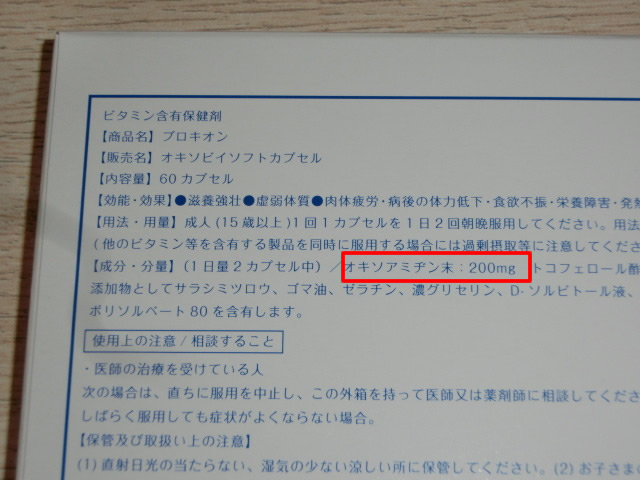 ビタミン含有保健剤
【商品名】プロキオン
【販売名】オキソビイソフトカプセル
【内容量】60カプセル
【効能・効果】●滋養強壮●虚弱体質●肉体疲労・病後の体力低下・食欲不振・栄養障害・発熱
【用法・用量】成人(15歳以上)1回1カプセルを1日2回朝晩服用してください。用法
(他のビタミン等を含有する製品を同時に服用する場合には過剰摂取等に注意してくださ
【成分・分量】(1日量2カプセル中)／オキソアミヂン末：200mg トコフェロール酢
添加物としてサラシミツロウ、ゴマ油、ゼラチン、濃グリセリン、D-ソルビトール液、
ポリソルベート80を含有します。
使用上の注意/相談すること
・医師の治療を受けている人
次の場合は、直ちに服用を中止し、この外箱を持って医師又は薬剤師に相談してくださ
しばらく服用しても症状がよくならない場合。
【保管及び取扱い上の注意】
(1)直射日光の当たらない、湿気の少ない涼しい所に保管してください。(2)お子さまの